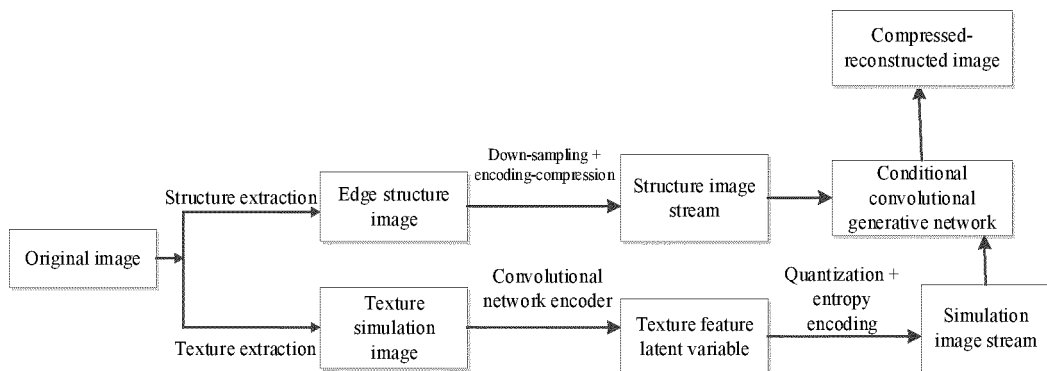 Compressed-
reconstructed image
Down-sampling +
encoding-compression
Structure extraction
Edge structure
image
Structure image
stream
Conditional
convolutional
generative network
Original image
Convolutional
network encoder
Quantization +
entropy
encoding
Texture extraction
Texture
simulation
image
Texture feature
latent variable
Simulation
image stream